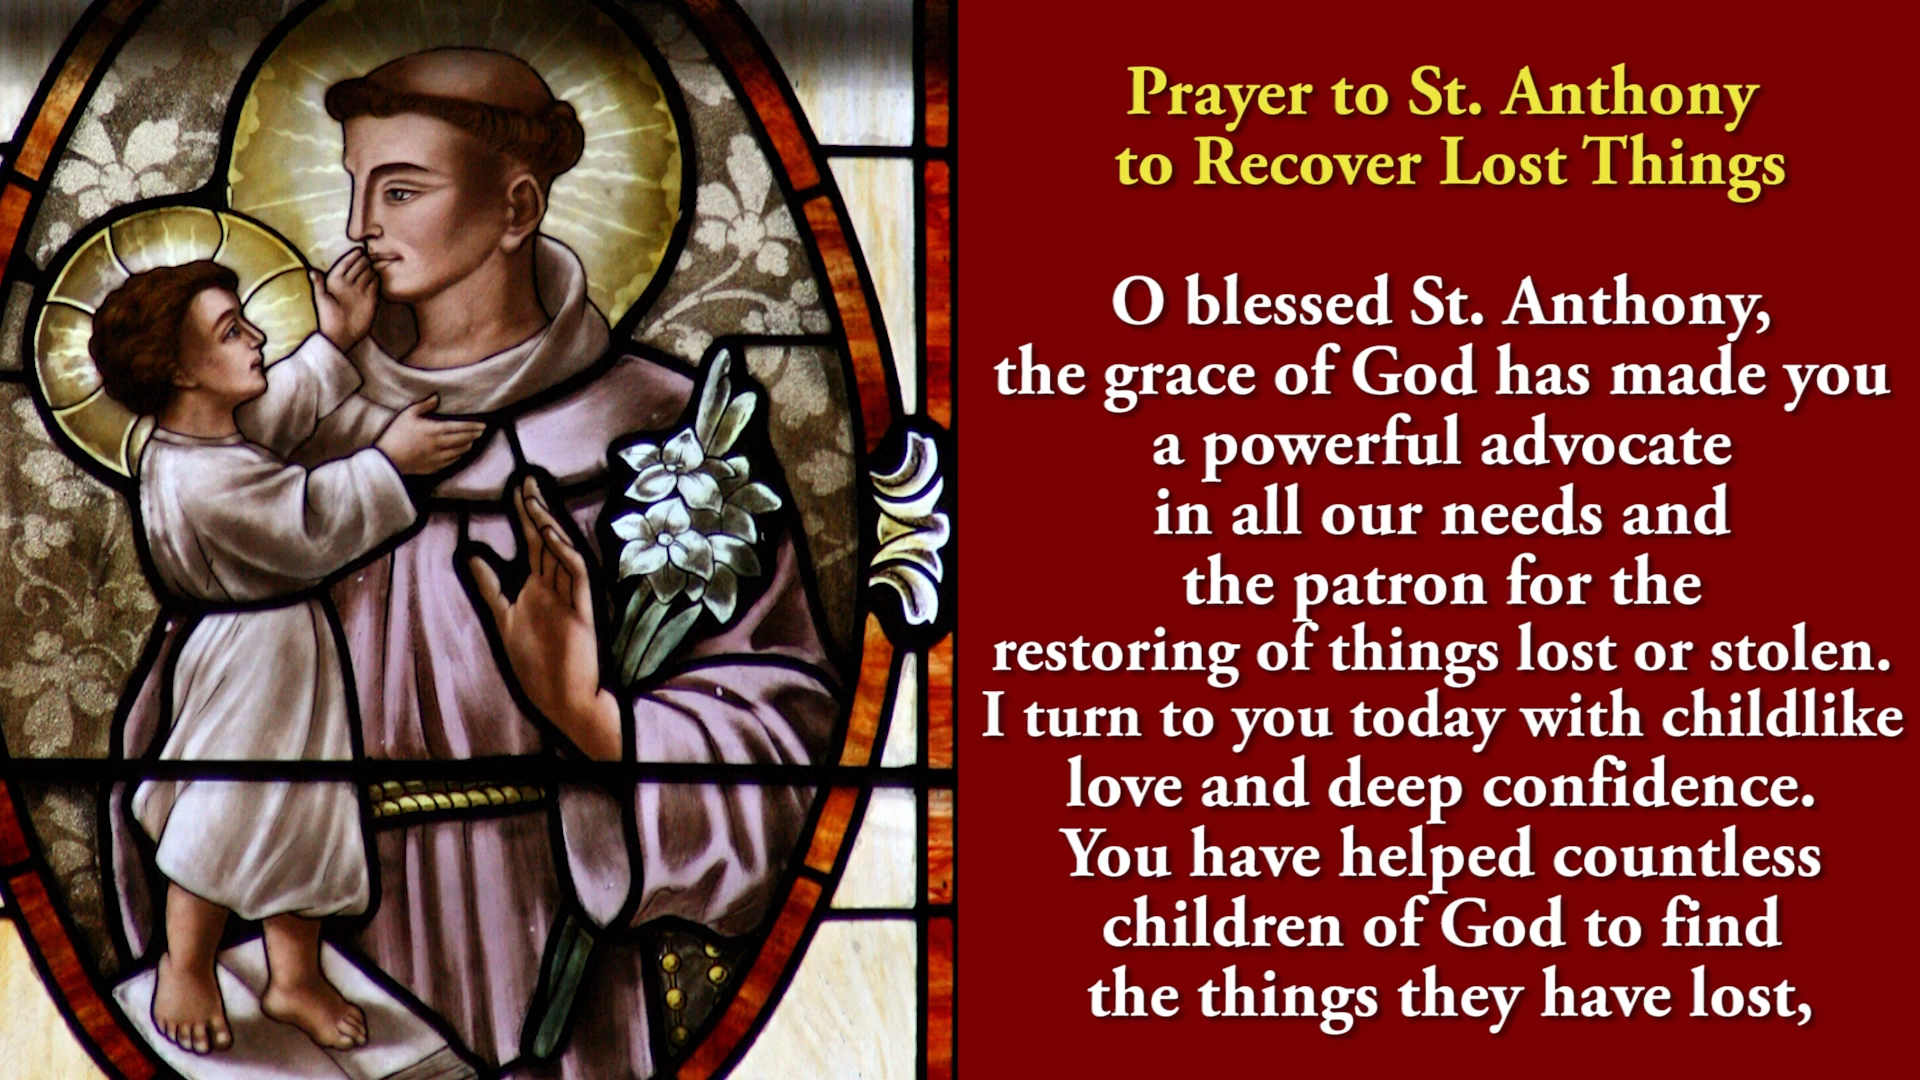 Prayer to St. Anthony
to Recover Lost Things
O blessed St. Anthony,
the grace of God has made you
a powerful advocate
in all our needs and
the patron for the
restoring of things lost or stolen.
I turn to you today with childlike
love and deep confidence.
You have helped countless
children of God to find
the things they have lost,